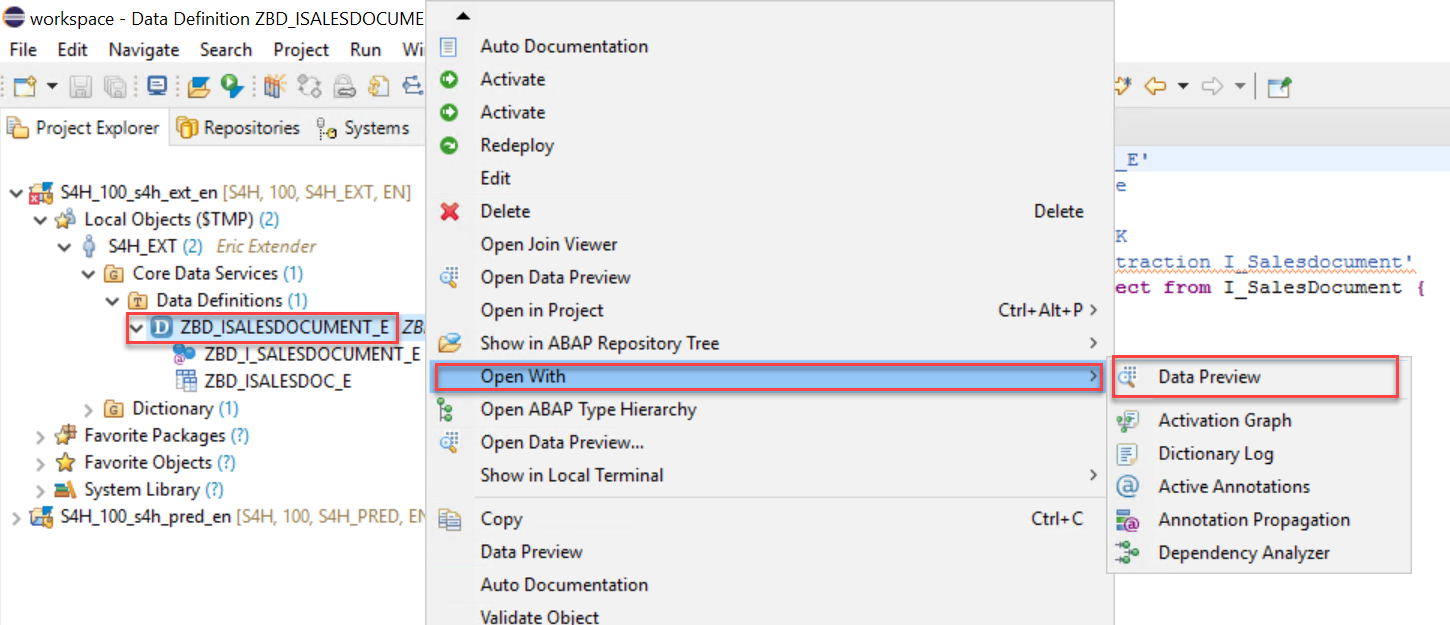 workspace - Data Definition ZBD_ISALESDOCUME
File Edit Navigate Search Project Run Wi
Project Explorer Repositories Systems
S4H_100_s4h_ext_en [S4H, 100, S4H_EXT, EN]
Local Objects ($TMP) (2)
S4H_EXT (2) Eric Extender
Core Data Services (1)
Data Definitions (1)
ZBD_ISALESDOCUMENT_E ZB
ZBD_I_SALESDOCUMENT_E
ZBD_ISALESDOC_E
Dictionary (1)
Favorite Packages (?)
Favorite Objects (?)
System Library (?)
S4H_100_s4h_pred_en [S4H, 100, S4H_PRED, EN
Auto Documentation
Activate
Activate
Redeploy
Edit
Delete Delete
Open Join Viewer
Open Data Preview
Open in Project Ctrl+Alt+P >
Show in ABAP Repository Tree >
Open With >
Open ABAP Type Hierarchy
Open Data Preview...
Show in Local Terminal >
Copy Ctrl+C
Data Preview
Auto Documentation
Validate Object
_E'
e
K
traction I_Salesdocument'
ect from I_SalesDocument {
Data Preview
Activation Graph
Dictionary Log
Active Annotations
Annotation Propagation
Dependency Analyzer